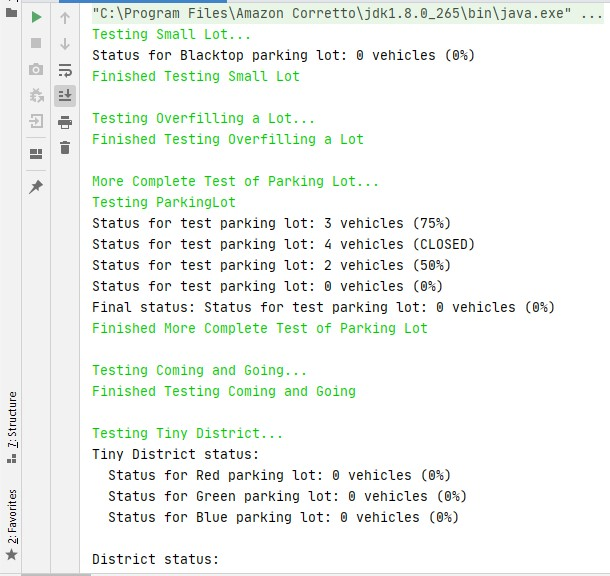 "C:\Program Files\Amazon Corretto\jdk1.8.0_265\bin\java.exe" ...
Testing Small Lot...
Status for Blacktop parking lot: 0 vehicles (0%)
Finished Testing Small Lot
Testing Overfilling a Lot...
Finished Testing Overfilling a Lot
More Complete Test of Parking Lot...
Testing ParkingLot
Status for test parking lot: 3 vehicles (75%)
Status for test parking lot: 4 vehicles (CLOSED)
Status for test parking lot: 2 vehicles (50%)
Status for test parking lot: 0 vehicles (0%)
Final status: Status for test parking lot: 0 vehicles (0%)
Finished More Complete Test of Parking Lot
Testing Coming and Going...
Finished Testing Coming and Going
Testing Tiny District...
Tiny District status:
Status for Red parking lot: 0 vehicles (0%)
Status for Green parking lot: 0 vehicles (0%)
Status for Blue parking lot: 0 vehicles (0%)
District status:
7: Structure
2: Favorites